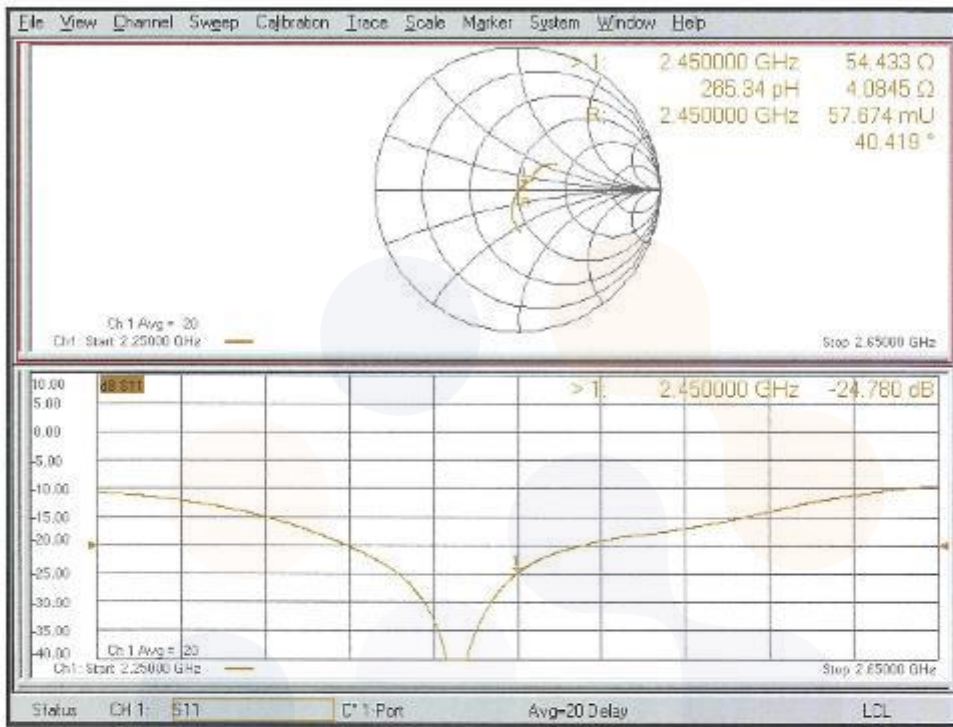 File View Channel Sweep Calibration Trace Scale Marker System Window Help
> 1: 2.450000 GHz 54.433 Ω
265.34 pH 4.0845 Ω
R: 2.450000 GHz 57.674 mU
40.419 °
Ch 1 Avg = 20
Ch1: Start 2.25000 GHz
Stop 2.65000 GHz
10.00
dB S11
> 1: 2.450000 GHz -24.780 dB
5.00
0.00
-5.00
-10.00
-15.00
-20.00
-25.00
-30.00
-35.00
-40.00
1
Ch 1 Avg = 20
Ch1: Start 2.25000 GHz
Stop 2.65000 GHz
Status CH 1: S11 C* 1-Port Avg=20 Delay LCL